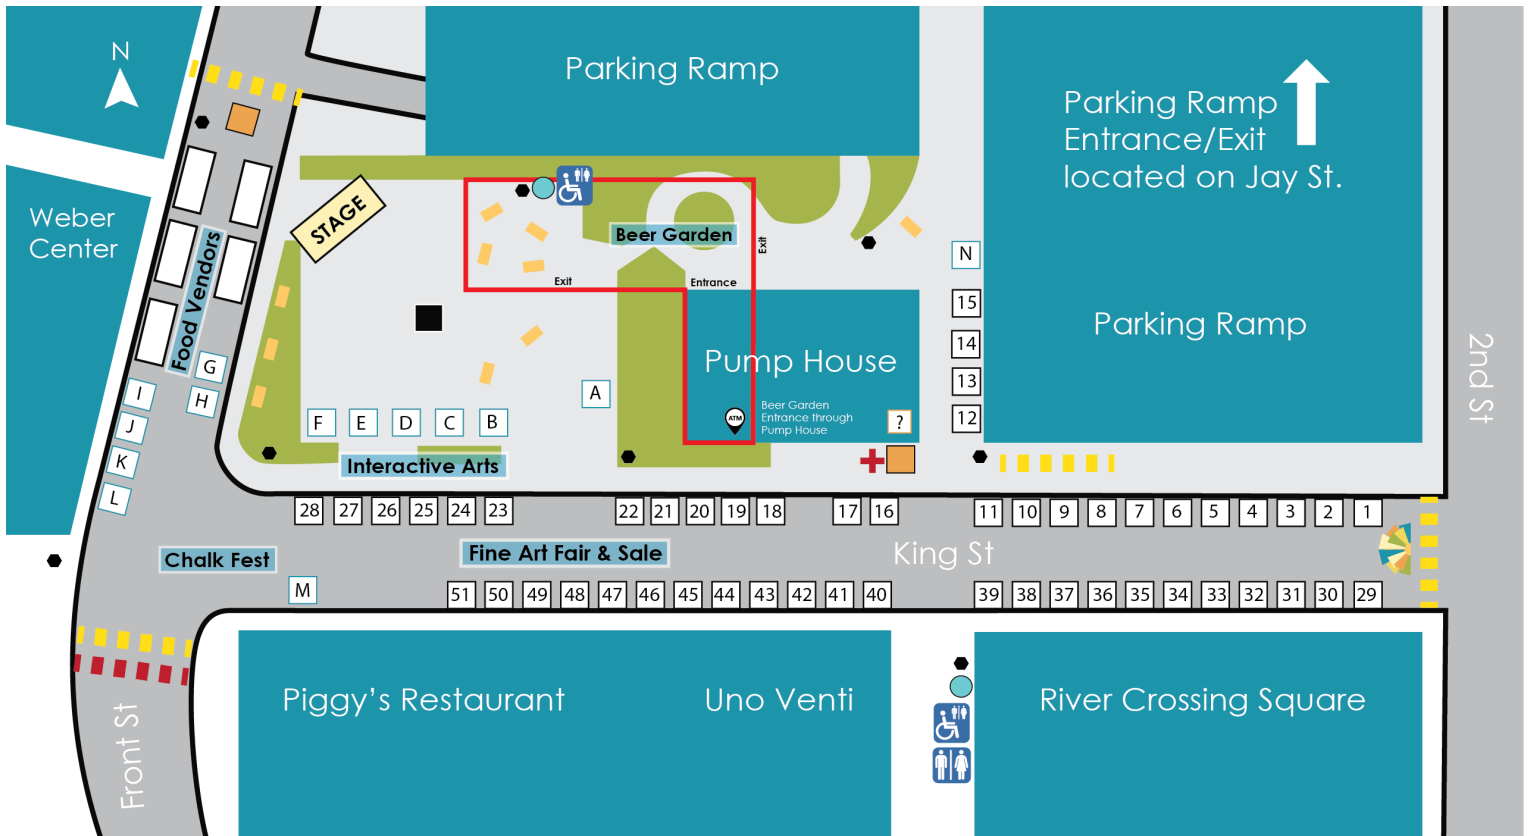 N
Parking Ramp
Parking Ramp
Entrance/Exit
located on Jay St.
Weber
Center
STAGE
Food Vendors
Beer Garden
Exit
Exit
Entrance
N
15
14
13
12
Parking Ramp
2nd St
Pump House
ATM
Beer Garden
Entrance through
Pump House
?
A
G
H
I
J
K
L
F E D C B
Interactive Arts
28 27 26 25 24 23 22 21 20 19 18 17 16 11 10 9 8 7 6 5 4 3 2 1
Chalk Fest
Fine Art Fair & Sale
King St
M
51 50 49 48 47 46 45 44 43 42 41 40 39 38 37 36 35 34 33 32 31 30 29
Piggy's Restaurant
Uno Venti
River Crossing Square
Front St